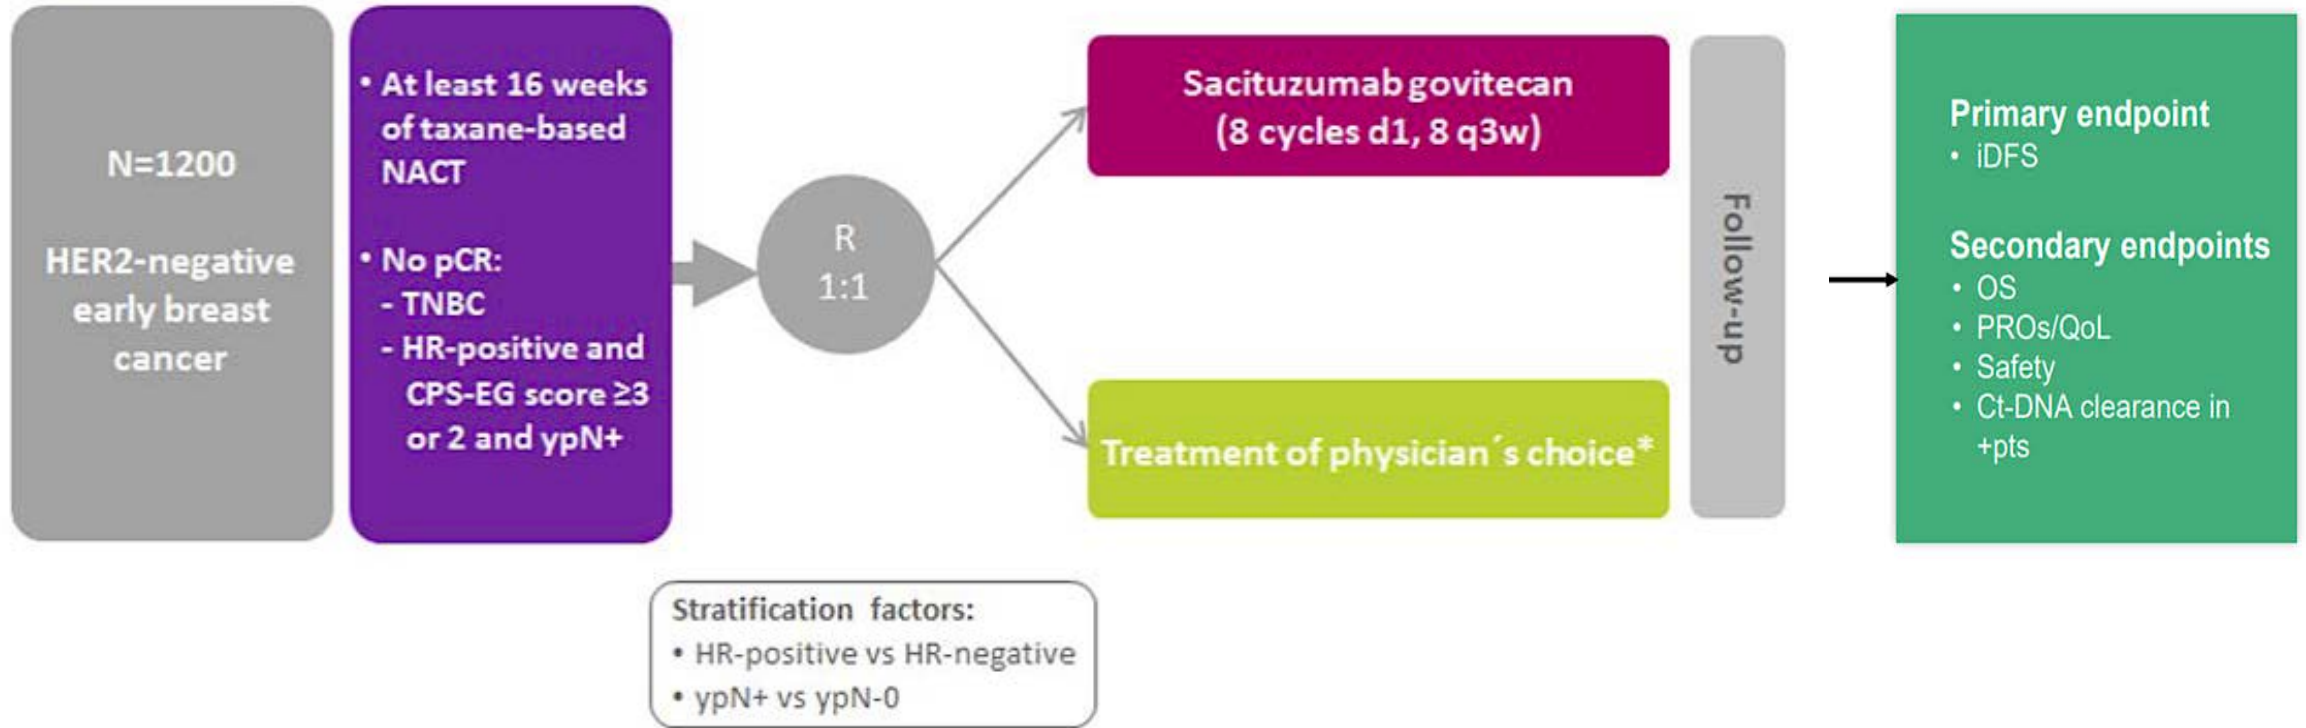 N=1200
HER2-negative
early breast
cancer
• At least 16 weeks
of taxane-based
NACT
• No pCR:
- TNBC
- HR-positive and
CPS-EG score ≥3
or 2 and ypN+
R
1:1
Sacituzumab govitecan
(8 cycles d1, 8 q3w)
Treatment of physician´s choice*
Follow-up
Primary endpoint
• iDFS
Secondary endpoints
• OS
• PROs/QoL
• Safety
• Ct-DNA clearance in
+pts
Stratification factors:
• HR-positive vs HR-negative
• ypN+ vs ypN-0